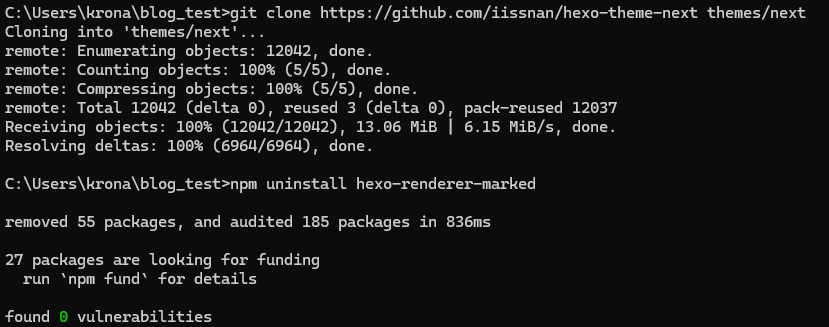 C:\Users\krona\blog_test>git clone https://github.com/iissnan/hexo-theme-next themes/next
Cloning into 'themes/next'...
remote: Enumerating objects: 12042, done.
remote: Counting objects: 100% (5/5), done.
remote: Compressing objects: 100% (5/5), done.
remote: Total 12042 (delta 0), reused 3 (delta 0), pack-reused 12037
Receiving objects: 100% (12042/12042), 13.06 MiB | 6.15 MiB/s, done.
Resolving deltas: 100% (6964/6964), done.
C:\Users\krona\blog_test>npm uninstall hexo-renderer-marked
removed 55 packages, and audited 185 packages in 836ms
27 packages are looking for funding
  run `npm fund` for details
found 0 vulnerabilities